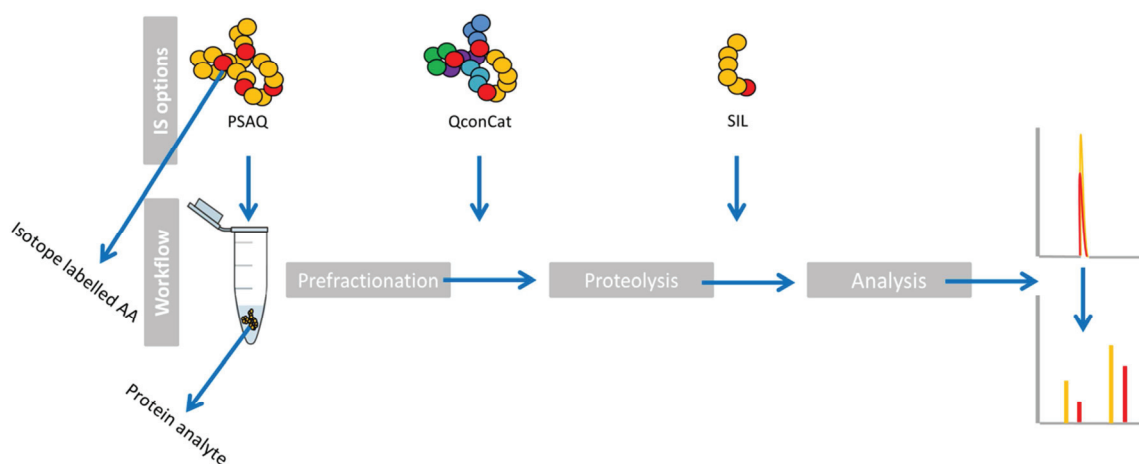 IS options
PSAQ
QconCat
SIL
Isotope labelled AA
Workflow
Prefractionation
Proteolysis
Analysis
Protein analyte